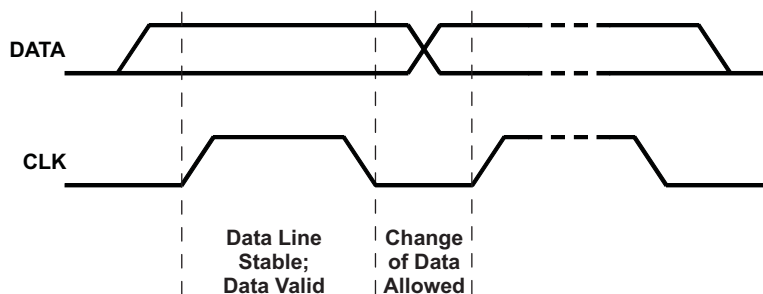 DATA
CLK
Data Line
Stable;
Data Valid
Change
of Data
Allowed